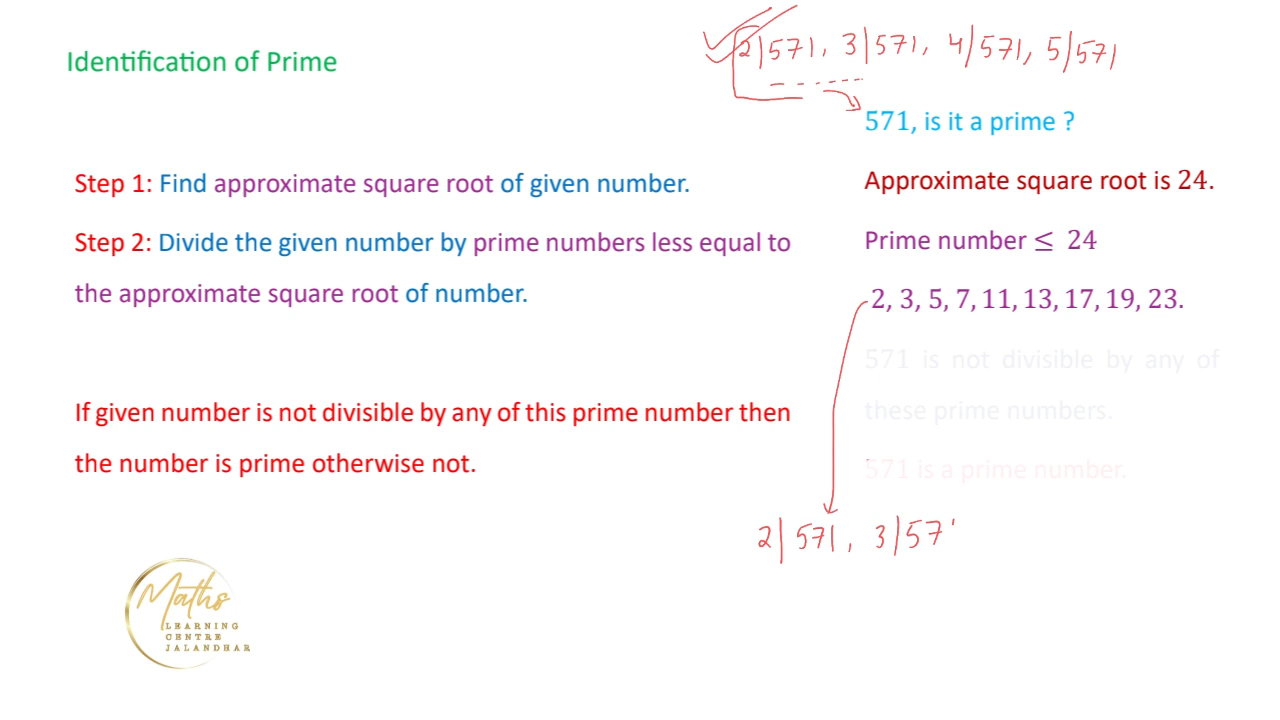 2|571, 3|571, 4|571, 5|571
Identification of Prime
571, is it a prime ?
Step 1: Find approximate square root of given number.
Approximate square root is 24.
Step 2: Divide the given number by prime numbers less equal to
the approximate square root of number.
Prime number ≤ 24
2, 3, 5, 7, 11, 13, 17, 19, 23.
571 is not divisible by any of
these prime numbers.
571 is a prime number.
If given number is not divisible by any of this prime number then
the number is prime otherwise not.
2|571, 3|571
Maths
LEARNING
CENTRE
JALANDHAR